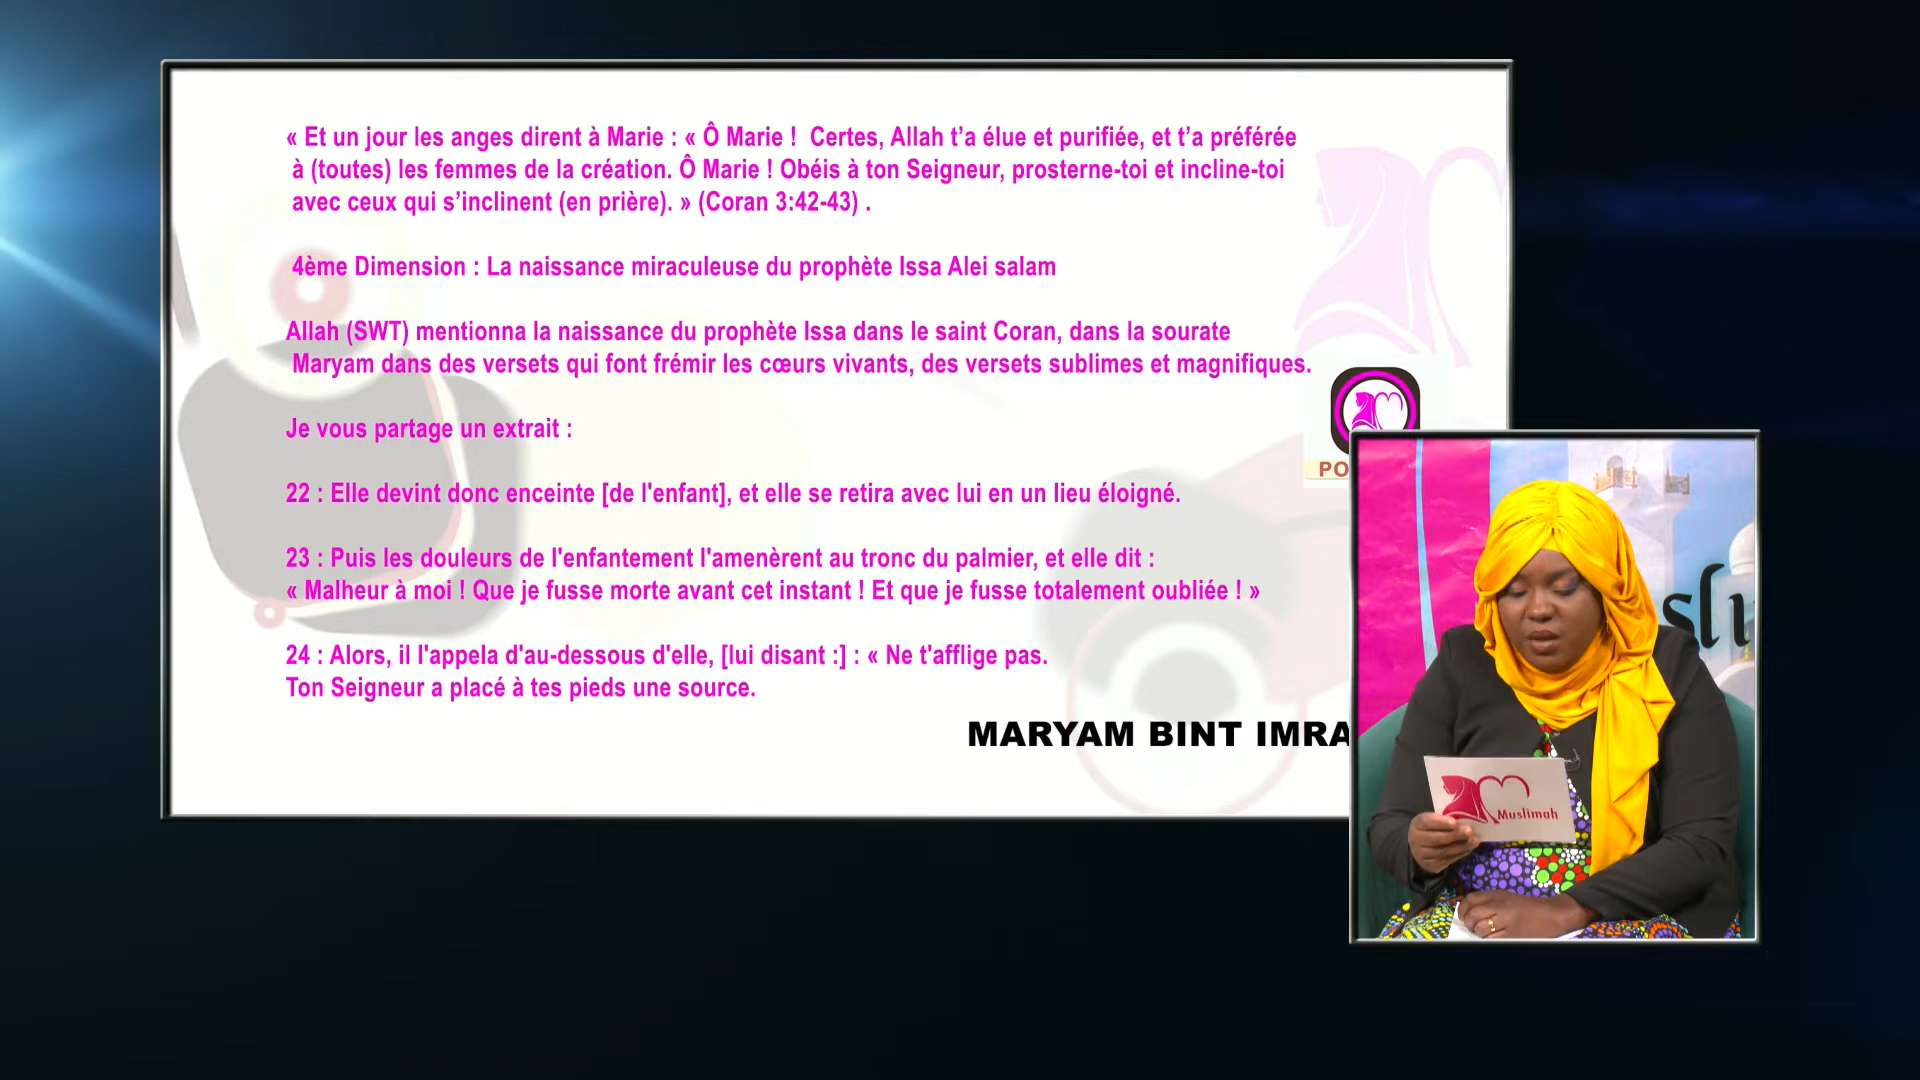 « Et un jour les anges dirent à Marie : « Ô Marie !  Certes, Allah t’a élue et purifiée, et t’a préférée
à (toutes) les femmes de la création. Ô Marie ! Obéis à ton Seigneur, prosterne-toi et incline-toi
avec ceux qui s’inclinent (en prière). » (Coran 3:42-43) .
4ème Dimension : La naissance miraculeuse du prophète Issa Alei salam
Allah (SWT) mentionna la naissance du prophète Issa dans le saint Coran, dans la sourate
Maryam dans des versets qui font frémir les cœurs vivants, des versets sublimes et magnifiques.
Je vous partage un extrait :
22 : Elle devint donc enceinte [de l'enfant], et elle se retira avec lui en un lieu éloigné.
23 : Puis les douleurs de l'enfantement l'amenèrent au tronc du palmier, et elle dit :
« Malheur à moi ! Que je fusse morte avant cet instant ! Et que je fusse totalement oubliée ! »
24 : Alors, il l'appela d'au-dessous d'elle, [lui disant :] : « Ne t'afflige pas.
Ton Seigneur a placé à tes pieds une source.
PO
MARYAM BINT IMRA
slı
Muslimah